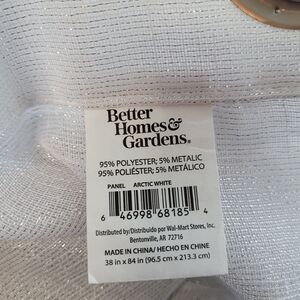 Better
Homes&
Gardens®
95% POLYESTER; 5% METALIC
95% POLIÉSTER; 5% METÁLICO
PANEL ARCTIC WHITE
6 46998 68185 4
Distributed by/Distribuido por Wal-Mart Stores, Inc.
Bentonville, AR 72716
MADE IN CHINA/ HECHO EN CHINE
38 in x 84 in (96.5 cm x 213.3 cm)